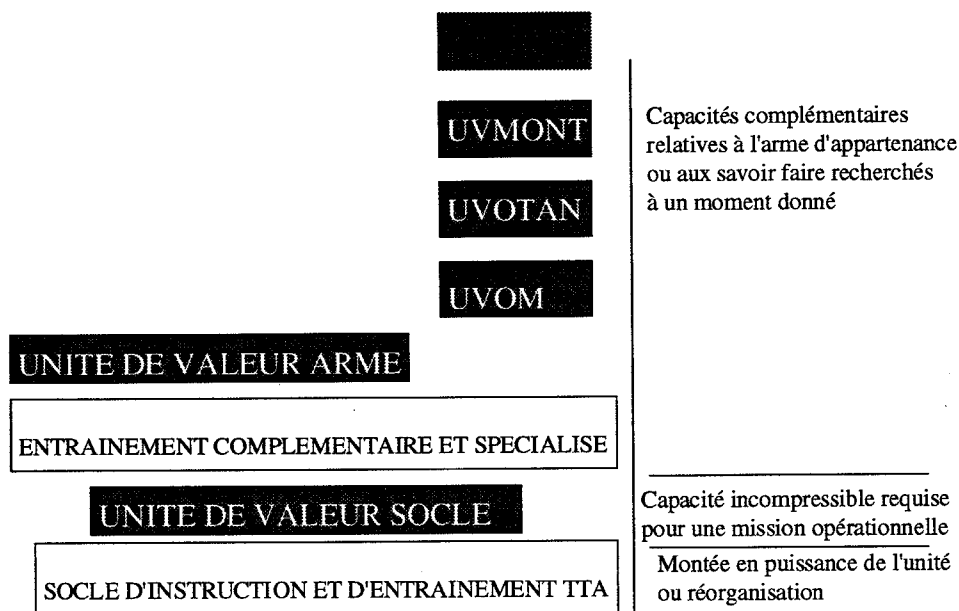 UVMONT
UVOTAN
UVOM
UNITE DE VALEUR ARME
ENTRAINEMENT COMPLEMENTAIRE ET SPECIALISE
UNITE DE VALEUR SOCLE
SOCLE D'INSTRUCTION ET D'ENTRAINEMENT TTA
Capacités complémentaires
relatives à l'arme d'appartenance
ou aux savoir faire recherchés
à un moment donné
Capacité incompressible requise
pour une mission opérationnelle
Montée en puissance de l'unité
ou réorganisation